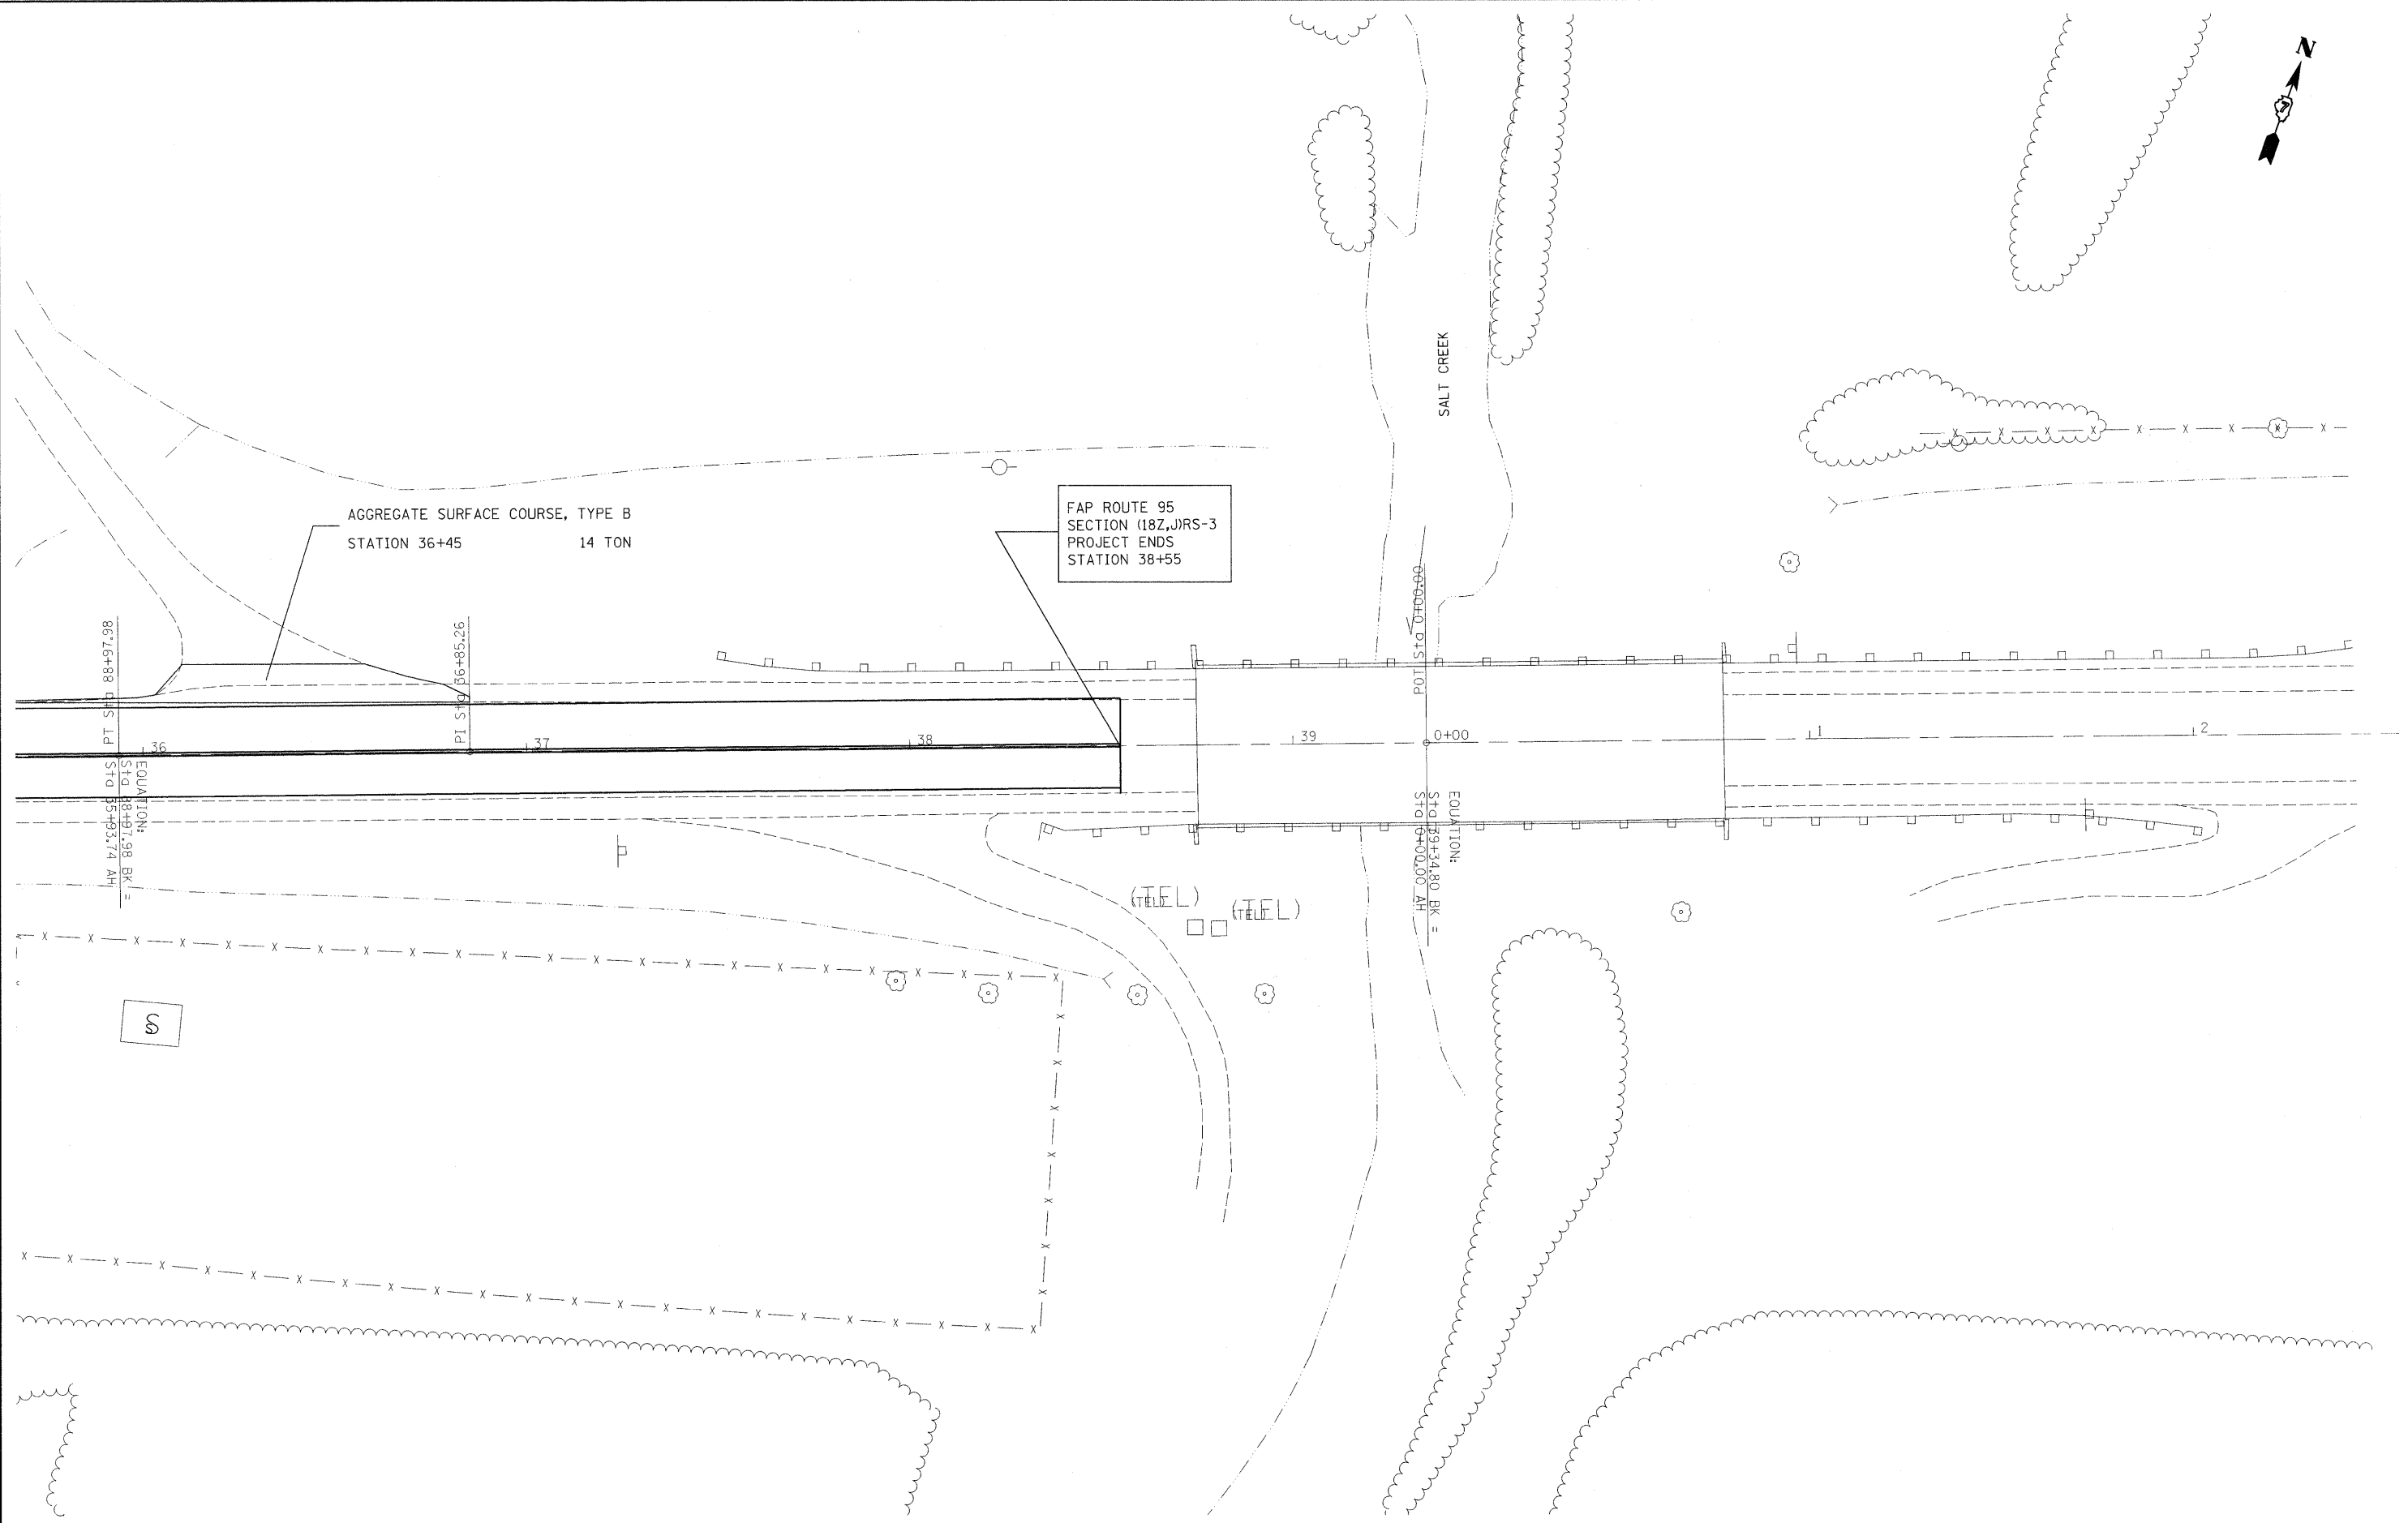 N
7
SALT CREEK
AGGREGATE SURFACE COURSE, TYPE B
STATION 36+45 14 TON
FAP ROUTE 95
SECTION (18Z,J)RS-3
PROJECT ENDS
STATION 38+55
PT Sta 88+97.98
PI Sta 36+85.26
POT Sta 0+00.00
36
37
38
39
0+00
1
2
EQUATION:
Sta 88+97.98 BK =
Sta 35+93.74 AH
EQUATION:
Sta 39+34.80 BK =
Sta 0+00.00 AH
(TEL)
(TEL)
(TEL)
(TEL)